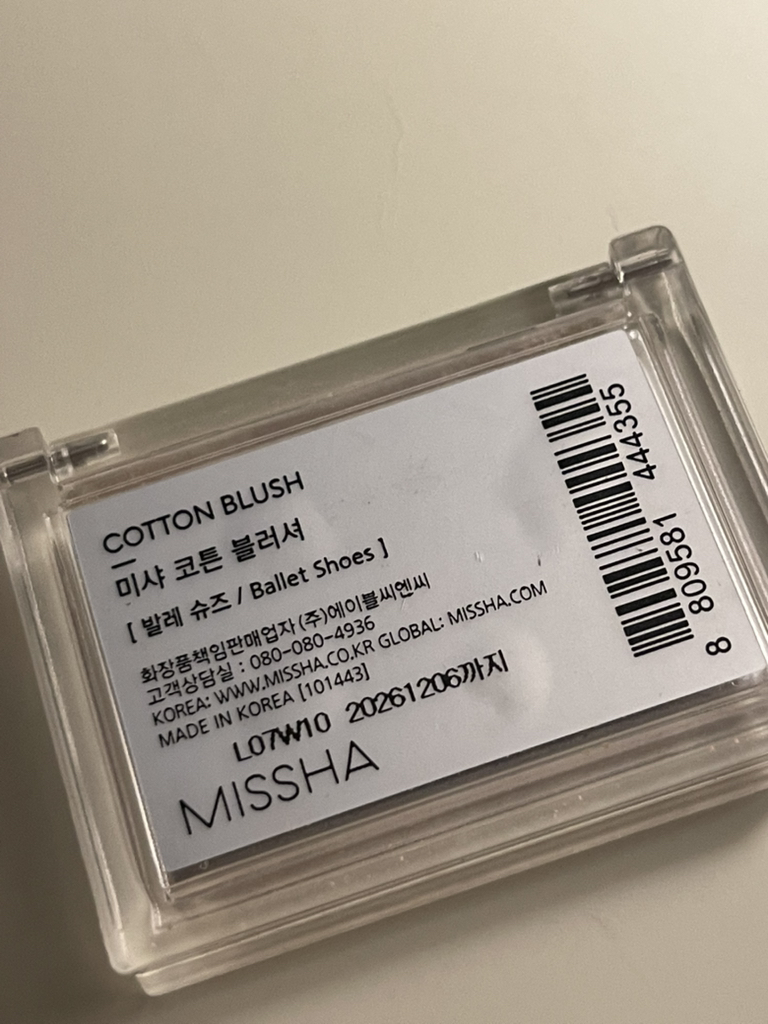 COTTON BLUSH
미샤 코튼 블러셔
[ 발레 슈즈 / Ballet Shoes ]
화장품책임판매업자 (주)에이블씨엔씨
고객상담실 : 080-080-4936
KOREA: WWW.MISSHA.CO.KR GLOBAL: MISSHA.COM
MADE IN KOREA [101443]
L07W10 20261206까지
MISSHA
8 809581 444355